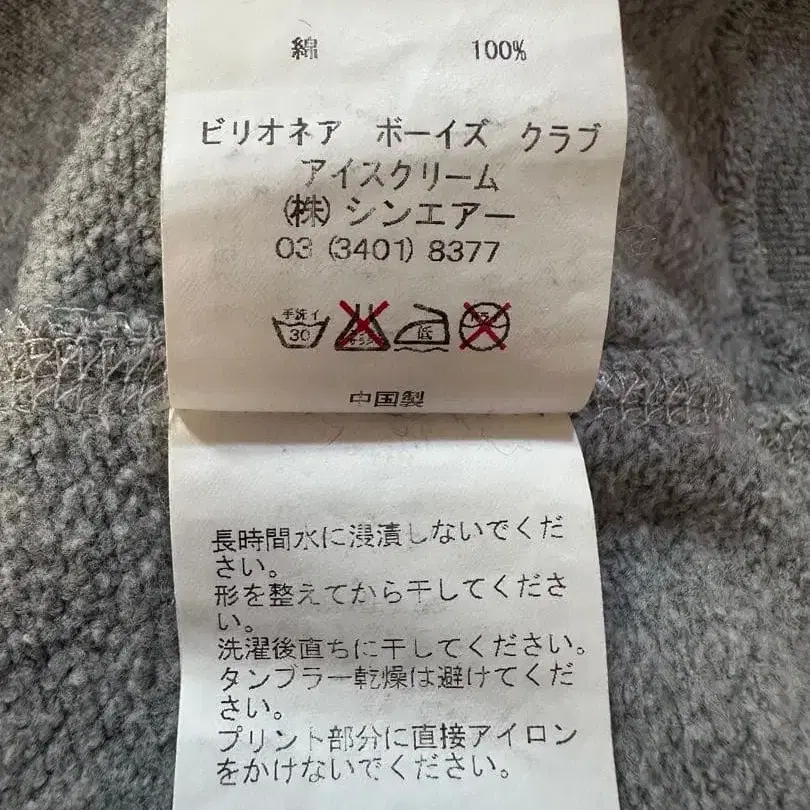 綿 100%
ビリオネア ボーイズ クラブ
アイスクリーム
(株) シンエアー
03 (3401) 8377
手洗イ 低
30
中国製
長時間水に浸漬しないでくだ
さい。
形を整えてから干してくださ
い。
洗濯後直ちに干してください。
タンブラー乾燥は避けてくだ
さい。
プリント部分に直接アイロン
をかけないでください。